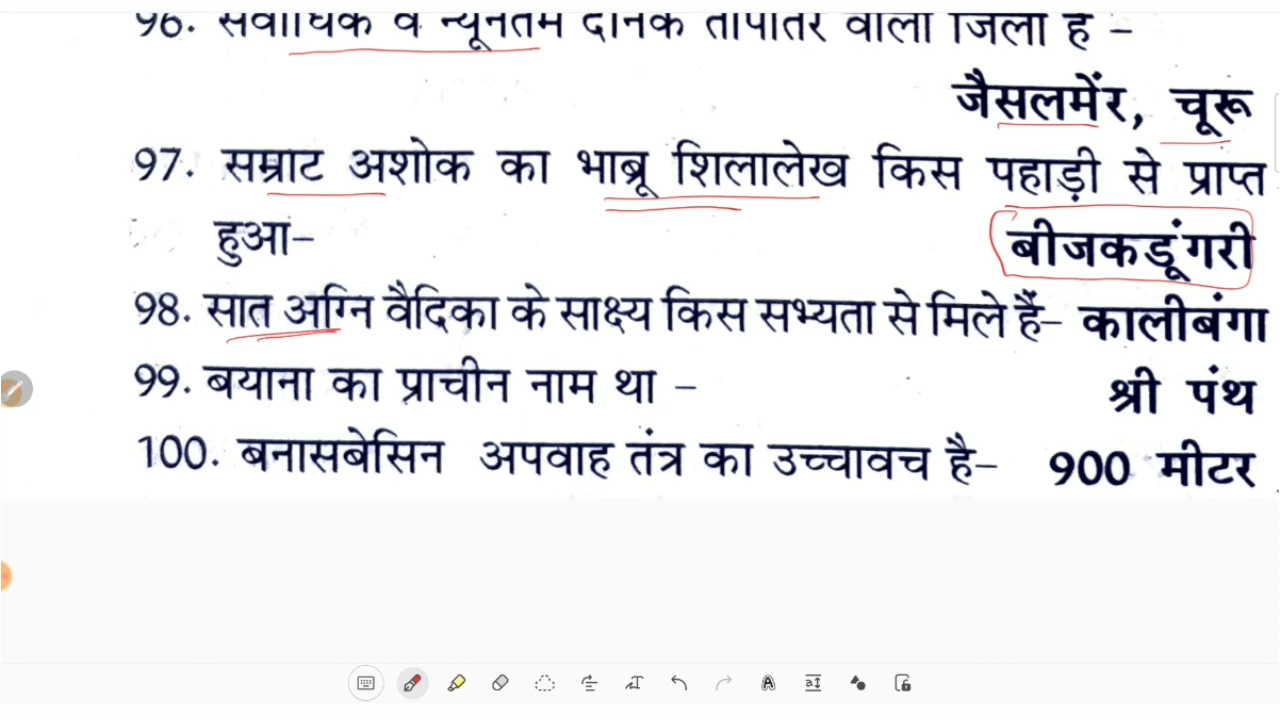 96. सर्वाधिक व न्यूनतम दैनिक तापांतर वाला जिला है –
जैसलमेंर, चूरू
97. सम्राट अशोक का भाब्रू शिलालेख किस पहाड़ी से प्राप्त
हुआ– बीजकडूंगरी
98. सात अग्नि वैदिका के साक्ष्य किस सभ्यता से मिले हैं– कालीबंगा
99. बयाना का प्राचीन नाम था – श्री पंथ
100. बनासबेसिन अपवाह तंत्र का उच्चावच है– 900 मीटर